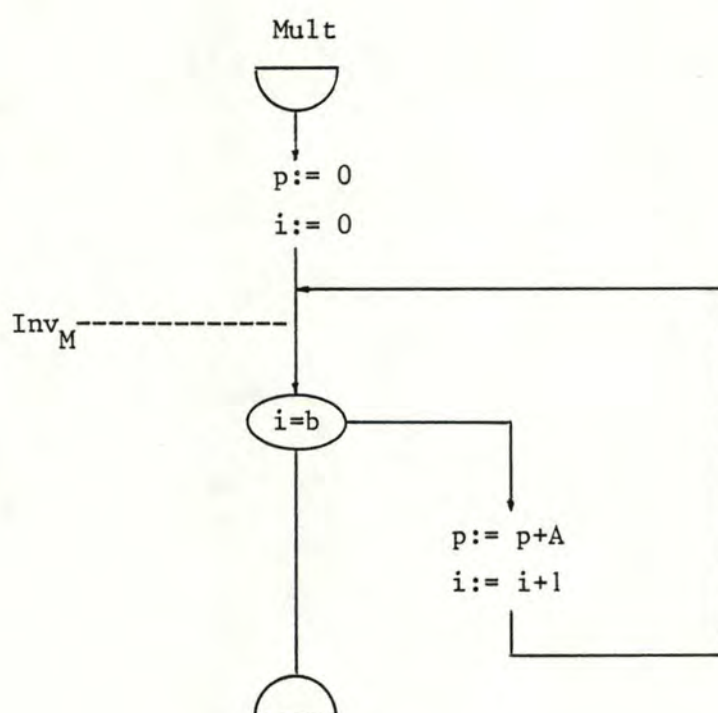 Mult
p:= 0
i:= 0
Inv_M
i=b
p:= p+A
i:= i+1